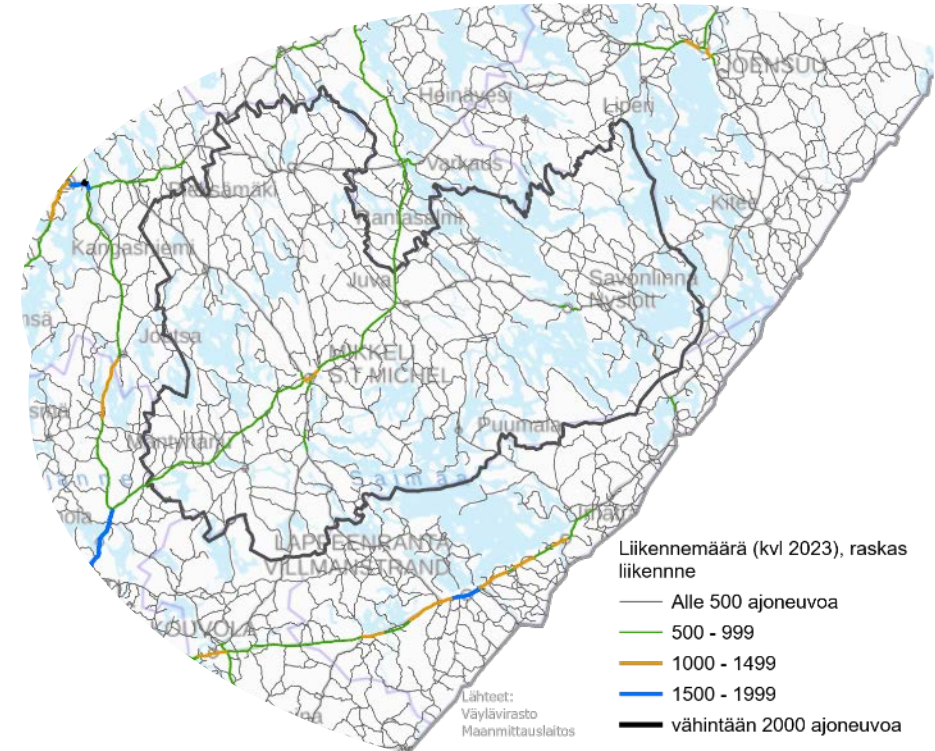 JOENSUU
Heinävesi
Liperi
Varkaus
Pieksämäki
Kitee
Rantasalmi
Kangasniemi
Juva
Savonlinna
Nyslott
Joutsa
MIKKELI
S:T MICHEL
Puumala
Mäntyharju
Saimaa
Imatra
LAPPEENRANTA
VILLMANSTRAND
KOUVOLA
Liikennemäärä (kvl 2023), raskas
liikennne
Alle 500 ajoneuvoa
500 - 999
1000 - 1499
1500 - 1999
vähintään 2000 ajoneuvoa
Lähteet:
Väylävirasto
Maanmittauslaitos